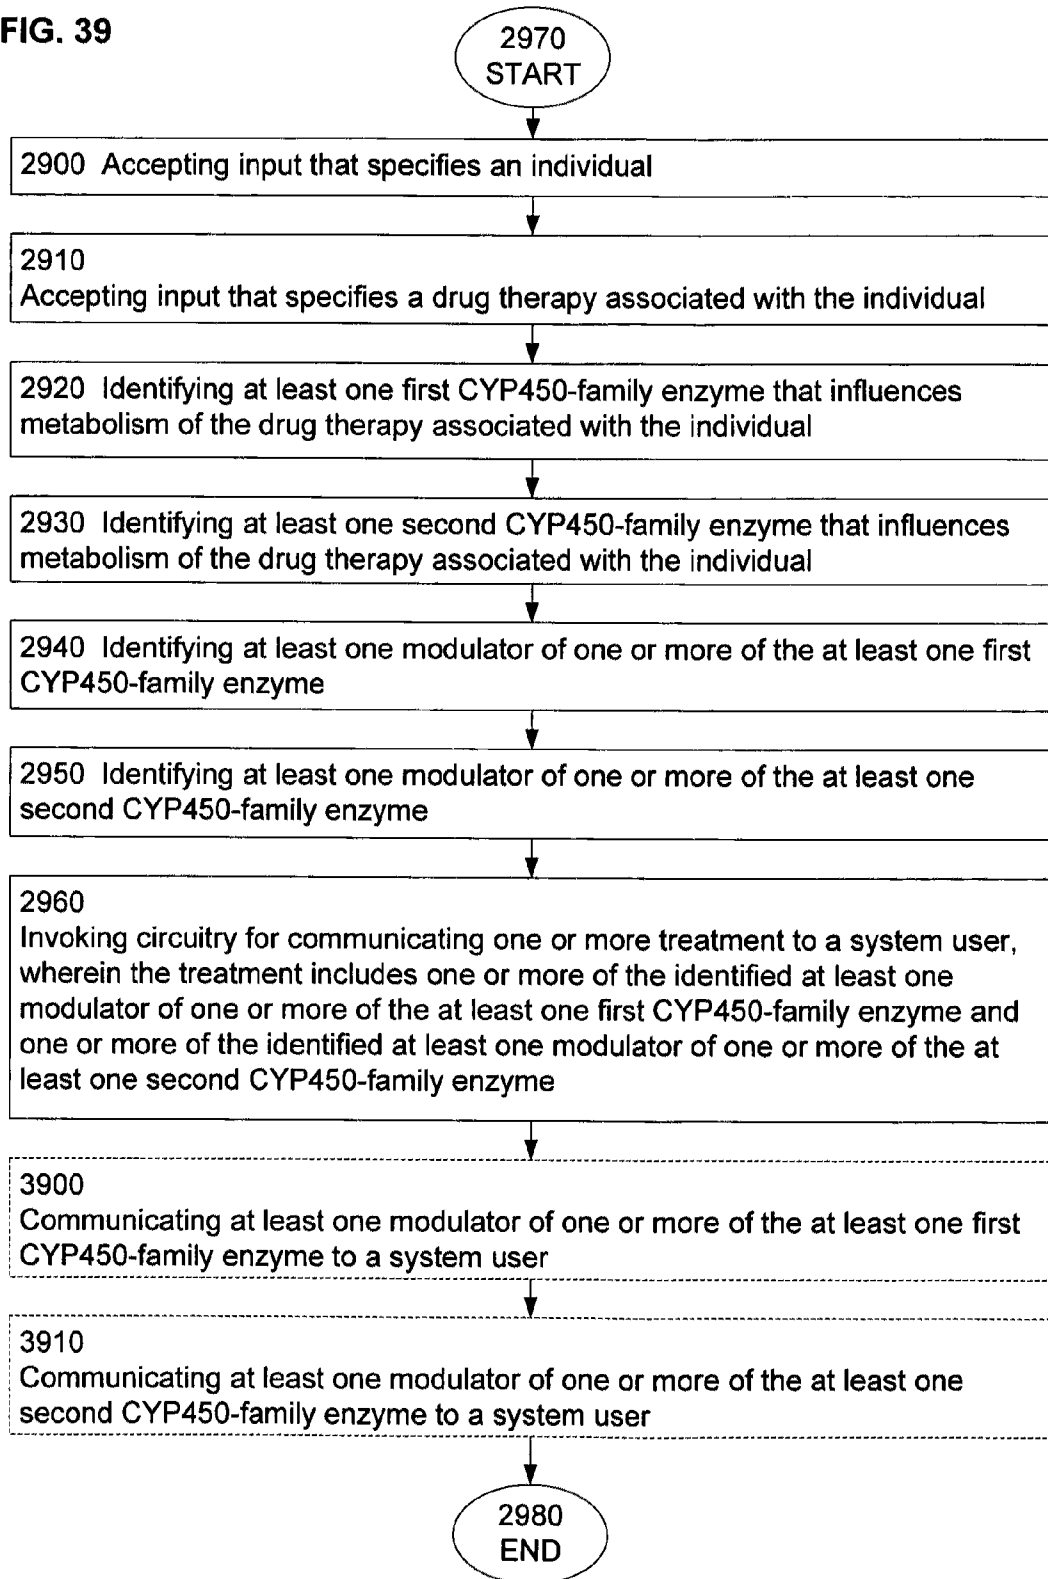 FIG. 39
2970
START
2900 Accepting input that specifies an individual
2910
Accepting input that specifies a drug therapy associated with the individual
2920 Identifying at least one first CYP450-family enzyme that influences
metabolism of the drug therapy associated with the individual
2930 Identifying at least one second CYP450-family enzyme that influences
metabolism of the drug therapy associated with the individual
2940 Identifying at least one modulator of one or more of the at least one first
CYP450-family enzyme
2950 Identifying at least one modulator of one or more of the at least one
second CYP450-family enzyme
2960
Invoking circuitry for communicating one or more treatment to a system user,
wherein the treatment includes one or more of the identified at least one
modulator of one or more of the at least one first CYP450-family enzyme and
one or more of the identified at least one modulator of one or more of the at
least one second CYP450-family enzyme
3900
Communicating at least one modulator of one or more of the at least one first
CYP450-family enzyme to a system user
3910
Communicating at least one modulator of one or more of the at least one
second CYP450-family enzyme to a system user
2980
END